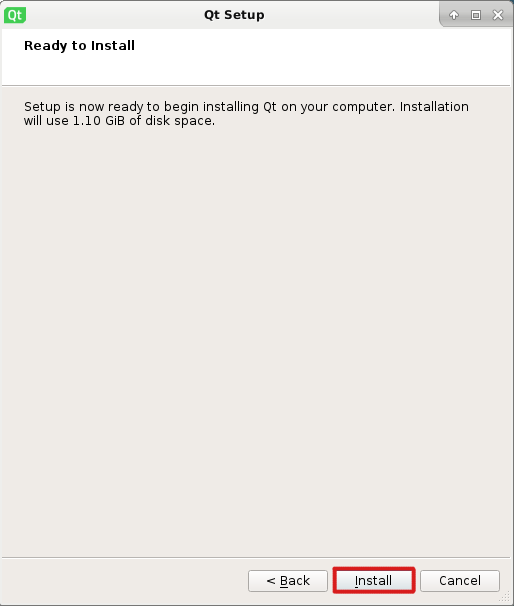 Qt Qt Setup
Ready to Install
Setup is now ready to begin installing Qt on your computer. Installation
will use 1.10 GiB of disk space.
< Back Install Cancel